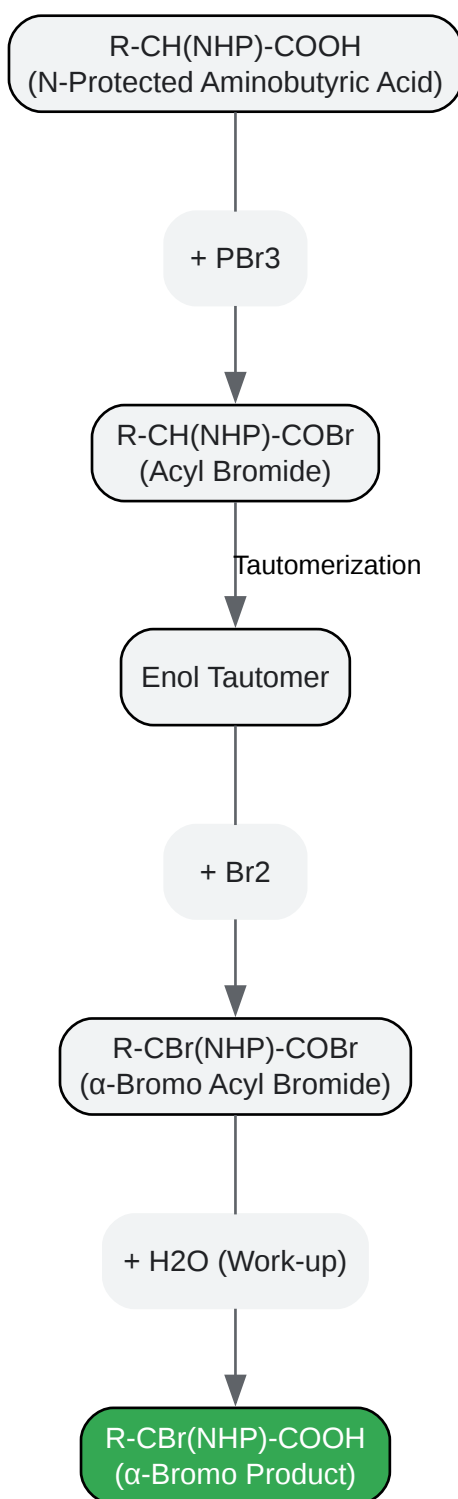 R-CH(NHP)-COOH
(N-Protected Aminobutyric Acid)
+ PBr3
R-CH(NHP)-COBr
(Acyl Bromide)
Tautomerization
Enol Tautomer
+ Br2
R-CBr(NHP)-COBr
(α-Bromo Acyl Bromide)
+ H2O (Work-up)
R-CBr(NHP)-COOH
(α-Bromo Product)